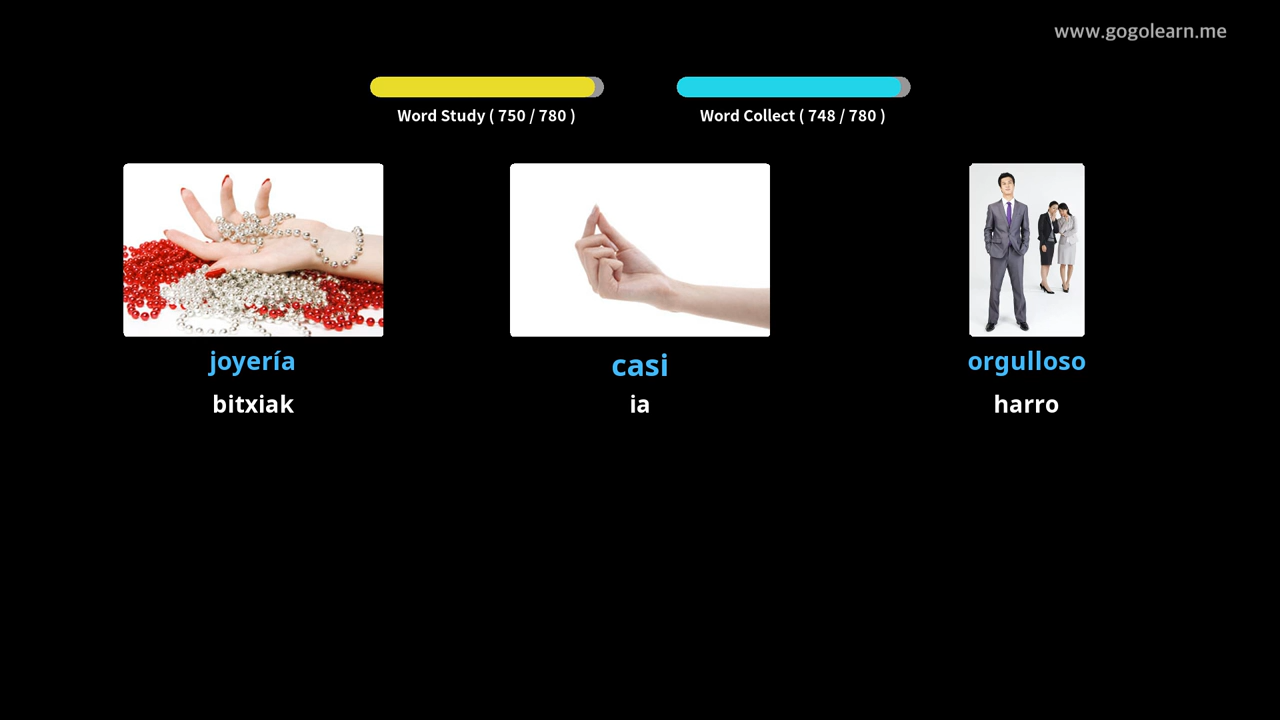 www.gogolearn.me
Word Study ( 750 / 780 )
Word Collect ( 748 / 780 )
joyería
casi
orgulloso
bitxiak
ia
harro